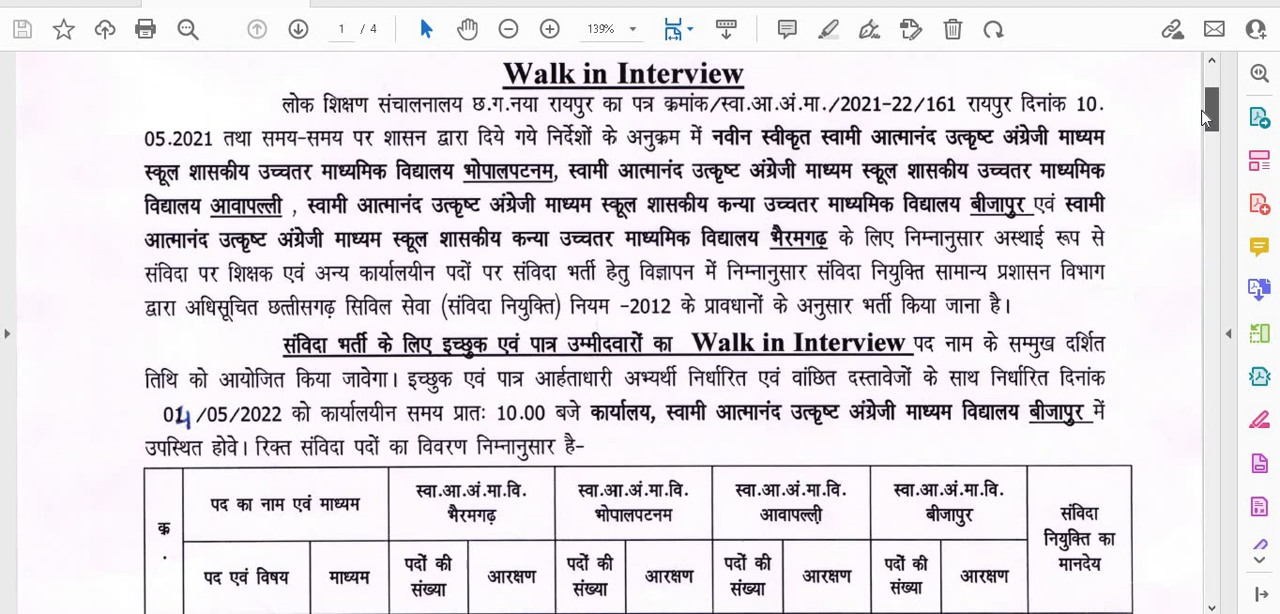 1 / 4
139%
Walk in Interview
लोक शिक्षण संचालनालय छ.ग.नया रायपुर का पत्र क्रमांक/स्वा.आ.अं.मा./2021-22/161 रायपुर दिनांक 10.
05.2021 तथा समय-समय पर शासन द्वारा दिये गये निर्देशों के अनुक्रम में नवीन स्वीकृत स्वामी आत्मानंद उत्कृष्ट अंग्रेजी माध्यम
स्कूल शासकीय उच्चतर माध्यमिक विद्यालय भोपालपटनम, स्वामी आत्मानंद उत्कृष्ट अंग्रेजी माध्यम स्कूल शासकीय उच्चतर माध्यमिक
विद्यालय आवापल्ली , स्वामी आत्मानंद उत्कृष्ट अंग्रेजी माध्यम स्कूल शासकीय कन्या उच्चतर माध्यमिक विद्यालय बीजापुर एवं स्वामी
आत्मानंद उत्कृष्ट अंग्रेजी माध्यम स्कूल शासकीय कन्या उच्चतर माध्यमिक विद्यालय भैरमगढ़ के लिए निम्नानुसार अस्थाई रूप से
संविदा पर शिक्षक एवं अन्य कार्यालयीन पदों पर संविदा भर्ती हेतु विज्ञापन में निम्नानुसार संविदा नियुक्ति सामान्य प्रशासन विभाग
द्वारा अधिसूचित छत्तीसगढ़ सिविल सेवा (संविदा नियुक्ति) नियम -2012 के प्रावधानों के अनुसार भर्ती किया जाना है।
संविदा भर्ती के लिए इच्छुक एवं पात्र उम्मीदवारों का Walk in Interview पद नाम के सम्मुख दर्शित
तिथि को आयोजित किया जावेगा। इच्छुक एवं पात्र आर्हताधारी अभ्यर्थी निर्धारित एवं वांछित दस्तावेजों के साथ निर्धारित दिनांक
04/05/2022 को कार्यालयीन समय प्रातः 10.00 बजे कार्यालय, स्वामी आत्मानंद उत्कृष्ट अंग्रेजी माध्यम विद्यालय बीजापुर में
उपस्थित होवे। रिक्त संविदा पदों का विवरण निम्नानुसार है-
क्र. पद का नाम एवं माध्यम स्वा.आ.अं.मा.वि. भैरमगढ़ स्वा.आ.अं.मा.वि. भोपालपटनम स्वा.आ.अं.मा.वि. आवापल्ली स्वा.आ.अं.मा.वि. बीजापुर संविदा नियुक्ति का मानदेय
पद एवं विषय माध्यम पदों की संख्या आरक्षण पदों की संख्या आरक्षण पदों की संख्या आरक्षण पदों की संख्या आरक्षण